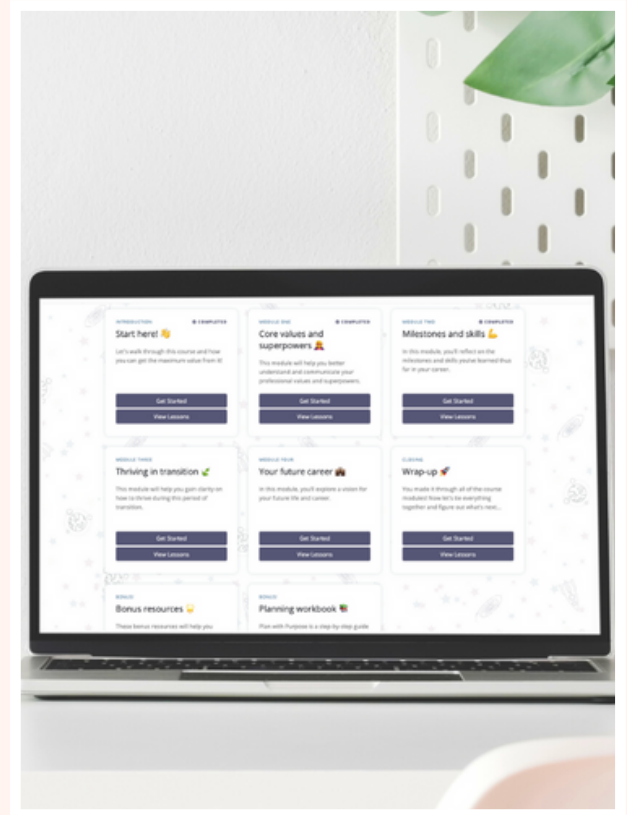 INTRODUCTION
COMPLETED
Start here! 👋
Let's walk through this course and how
you can get the maximum value from it!
Get Started
View Lessons
MODULE ONE
COMPLETED
Core values and
superpowers 🦸
This module will help you better
understand and communicate your
professional values and superpowers.
Get Started
View Lessons
MODULE TWO
COMPLETED
Milestones and skills 💪
In this module, you'll reflect on the
milestones and skills you've learned thus
far in your career.
Get Started
View Lessons
MODULE THREE
Thriving in transition 🌱
This module will help you gain clarity on
how to thrive during this period of
transition.
Get Started
View Lessons
MODULE FOUR
Your future career
In this module, you'll explore a vision for
your future life and career.
Get Started
View Lessons
CLOSING
Wrap-up 🚀
You made it through all of the course
modules! Now let's tie everything
together and figure out what's next...
Get Started
View Lessons
BONUS
Bonus resources 💡
These bonus resources will help you
BONUS
Planning workbook 📚
Plan with Purpose is a step-by-step guide